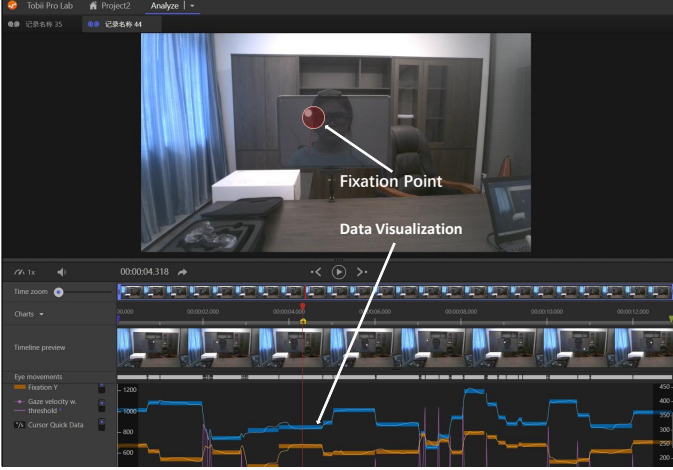 Tobii Pro Lab
Project2
Analyze
记录名称 35
记录名称 44
Fixation Point
Data Visualization
1x
00:00:04.318
Time zoom
Charts
00,000
00:00:02,000
00:00:04,000
00:00:06,000
00:00:08,000
00:00:10,000
00:00:12,000
Timeline preview
Eye movements
Fixation Y
Gaze velocity w.
threshold
Cursor Quick Data
1200
1000
800
600
450
400
350
300
250
200